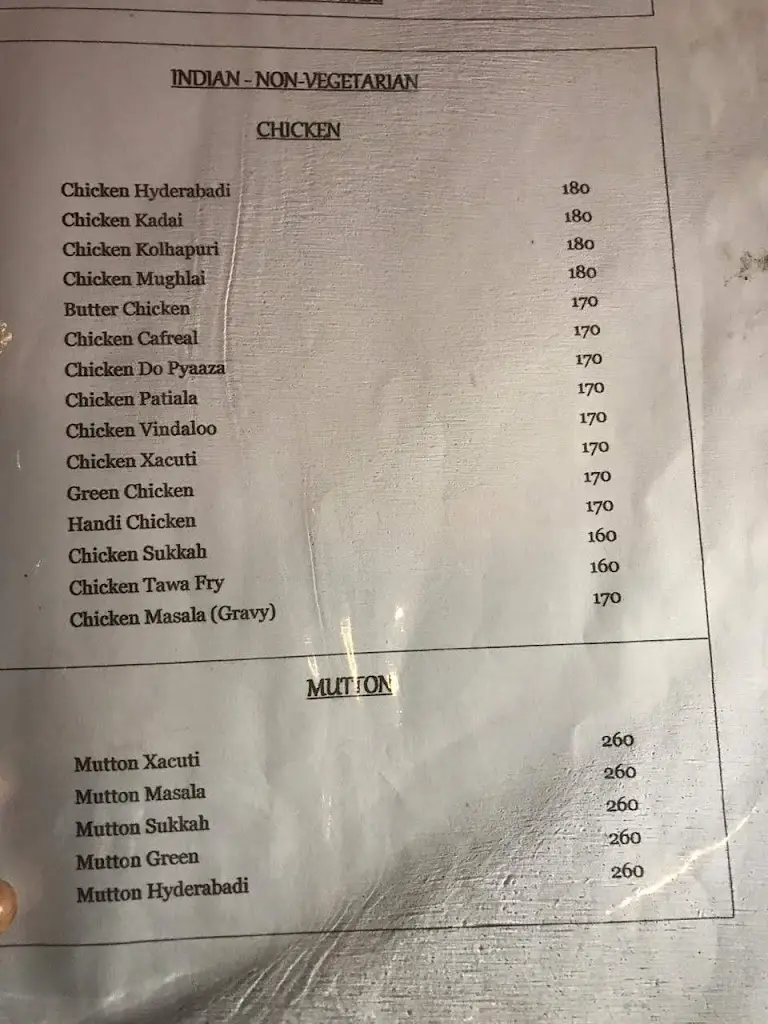 INDIAN - NON-VEGETARIAN
CHICKEN
Chicken Hyderabadi 180
Chicken Kadai 180
Chicken Kolhapuri 180
Chicken Mughlai 180
Butter Chicken 170
Chicken Cafreal 170
Chicken Do Pyaaza 170
Chicken Patiala 170
Chicken Vindaloo 170
Chicken Xacuti 170
Green Chicken 170
Handi Chicken 170
Chicken Sukkah 160
Chicken Tawa Fry 160
Chicken Masala (Gravy) 170
MUTTON
Mutton Xacuti 260
Mutton Masala 260
Mutton Sukkah 260
Mutton Green 260
Mutton Hyderabadi 260